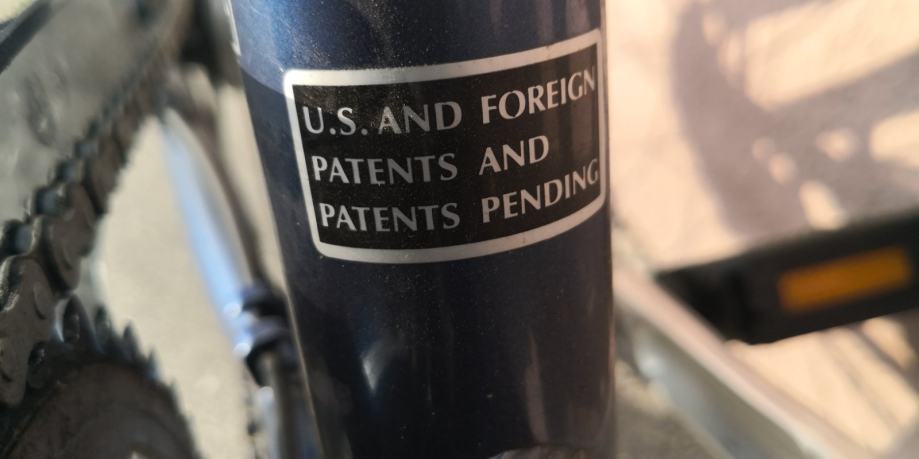 U.S. AND FOREIGN
PATENTS AND
PATENTS PENDING